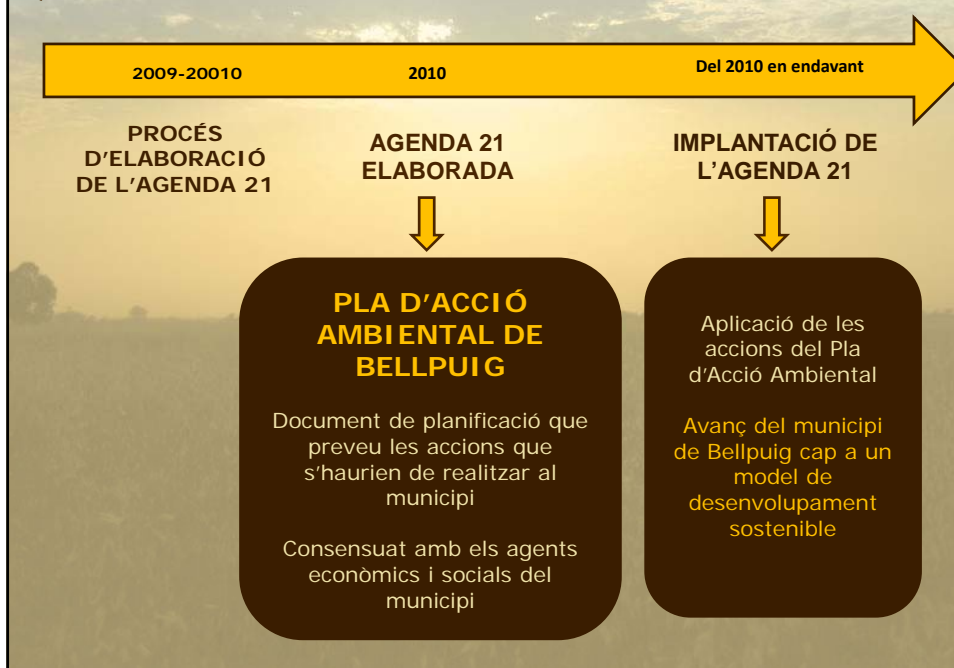 2009-20010
2010
Del 2010 en endavant
PROCÉS
D'ELABORACIÓ
DE L'AGENDA 21
AGENDA 21
ELABORADA
IMPLANTACIÓ DE
L'AGENDA 21
PLA D'ACCIÓ
AMBIENTAL DE
BELLPUIG
Document de planificació que
preveu les accions que
s'haurien de realitzar al
municipi
Consensuat amb els agents
econòmics i socials del
municipi
Aplicació de les
accions del Pla
d'Acció Ambiental
Avanç del municipi
de Bellpuig cap a un
model de
desenvolupament
sostenible